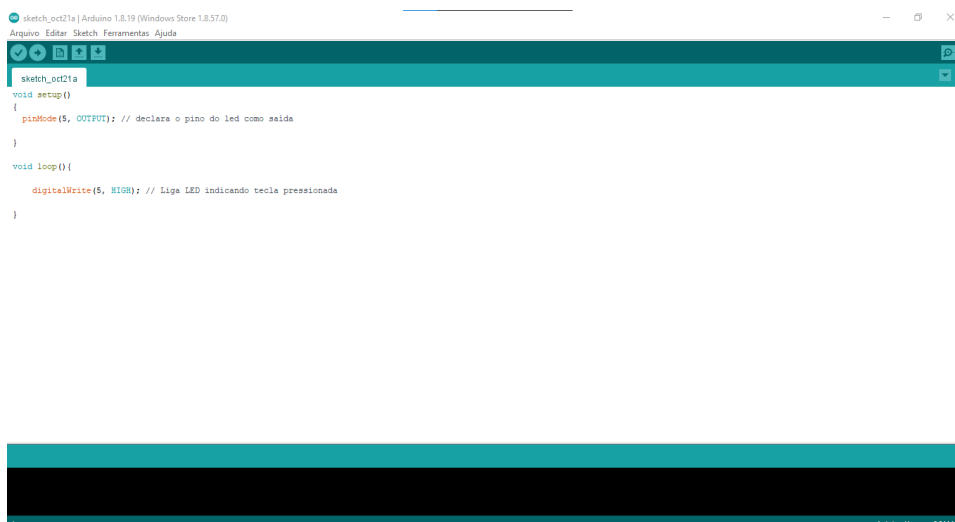 sketch_oct21a | Arduino 1.8.19 (Windows Store 1.8.57.0)
Arquivo Editar Sketch Ferramentas Ajuda
sketch_oct21a
void setup()
{
pinMode(5, OUTPUT); // declara o pino do led como saida
}
void loop(){
digitalWrite(5, HIGH); // Liga LED indicando tecla pressionada
}